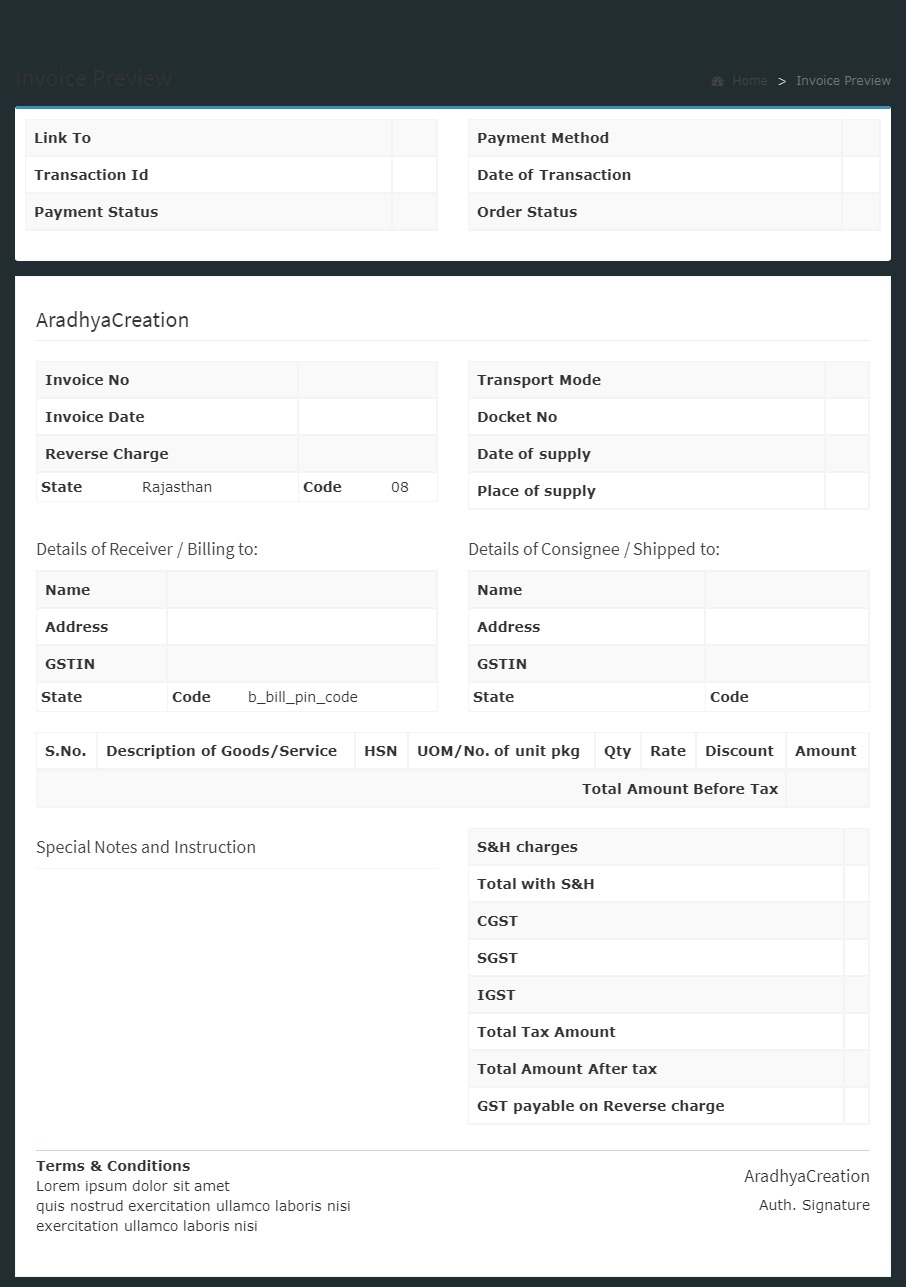 Invoice Preview
Home > Invoice Preview
Link To
Transaction Id
Payment Status
Payment Method
Date of Transaction
Order Status
AradhyaCreation
Invoice No
Invoice Date
Reverse Charge
State Rajasthan Code 08
Transport Mode
Docket No
Date of supply
Place of supply
Details of Receiver / Billing to:
Name
Address
GSTIN
State Code b_bill_pin_code
Details of Consignee / Shipped to:
Name
Address
GSTIN
State Code
S.No. Description of Goods/Service HSN UOM/No. of unit pkg Qty Rate Discount Amount
Total Amount Before Tax
Special Notes and Instruction
S&H charges
Total with S&H
CGST
SGST
IGST
Total Tax Amount
Total Amount After tax
GST payable on Reverse charge
Terms & Conditions
Lorem ipsum dolor sit amet
quis nostrud exercitation ullamco laboris nisi
exercitation ullamco laboris nisi
AradhyaCreation
Auth. Signature